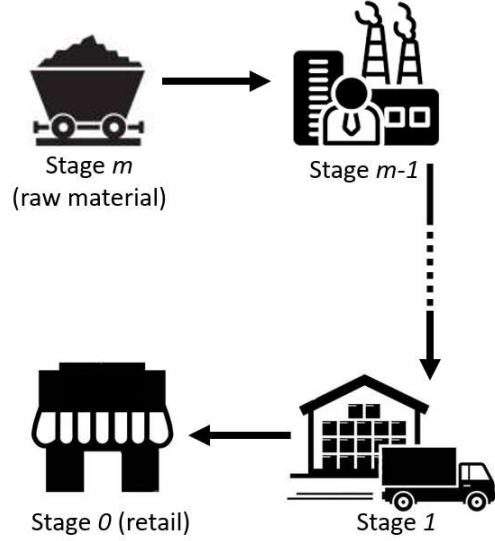 Stage m
(raw material)
Stage m-1
Stage 0 (retail)
Stage 1